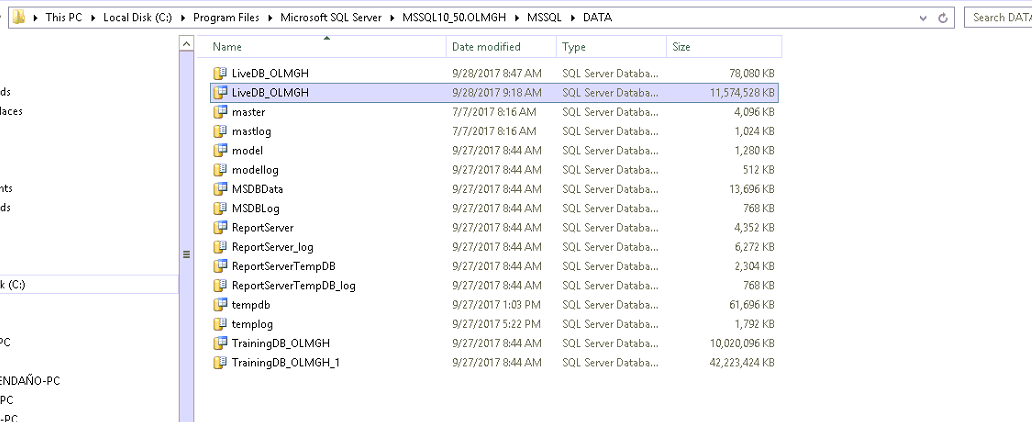 This PC Local Disk (C:) Program Files Microsoft SQL Server MSSQL10_50.OLMGH MSSQL DATA Search DATA
Name Date modified Type Size
LiveDB_OLMGH 9/28/2017 8:47 AM SQL Server Databa... 78,080 KB
ds
LiveDB_OLMGH 9/28/2017 9:18 AM SQL Server Databa... 11,574,528 KB
laces
master 7/7/2017 8:16 AM SQL Server Databa... 4,096 KB
mastlog 7/7/2017 8:16 AM SQL Server Databa... 1,024 KB
model 9/27/2017 8:44 AM SQL Server Databa... 1,280 KB
modellog 9/27/2017 8:44 AM SQL Server Databa... 512 KB
nts
MSDBData 9/27/2017 8:44 AM SQL Server Databa... 13,696 KB
ds
MSDBLog 9/27/2017 8:44 AM SQL Server Databa... 768 KB
ReportServer 9/27/2017 8:44 AM SQL Server Databa... 4,352 KB
ReportServer_log 9/27/2017 8:44 AM SQL Server Databa... 6,272 KB
ReportServerTempDB 9/27/2017 8:44 AM SQL Server Databa... 2,304 KB
k (C:)
ReportServerTempDB_log 9/27/2017 8:44 AM SQL Server Databa... 768 KB
tempdb 9/27/2017 1:03 PM SQL Server Databa... 61,696 KB
templog 9/27/2017 5:22 PM SQL Server Databa... 1,792 KB
PC
TrainingDB_OLMGH 9/27/2017 8:44 AM SQL Server Databa... 10,020,096 KB
TrainingDB_OLMGH_1 9/27/2017 8:44 AM SQL Server Databa... 42,223,424 KB
ENDAÑO-PC
PC
-PC